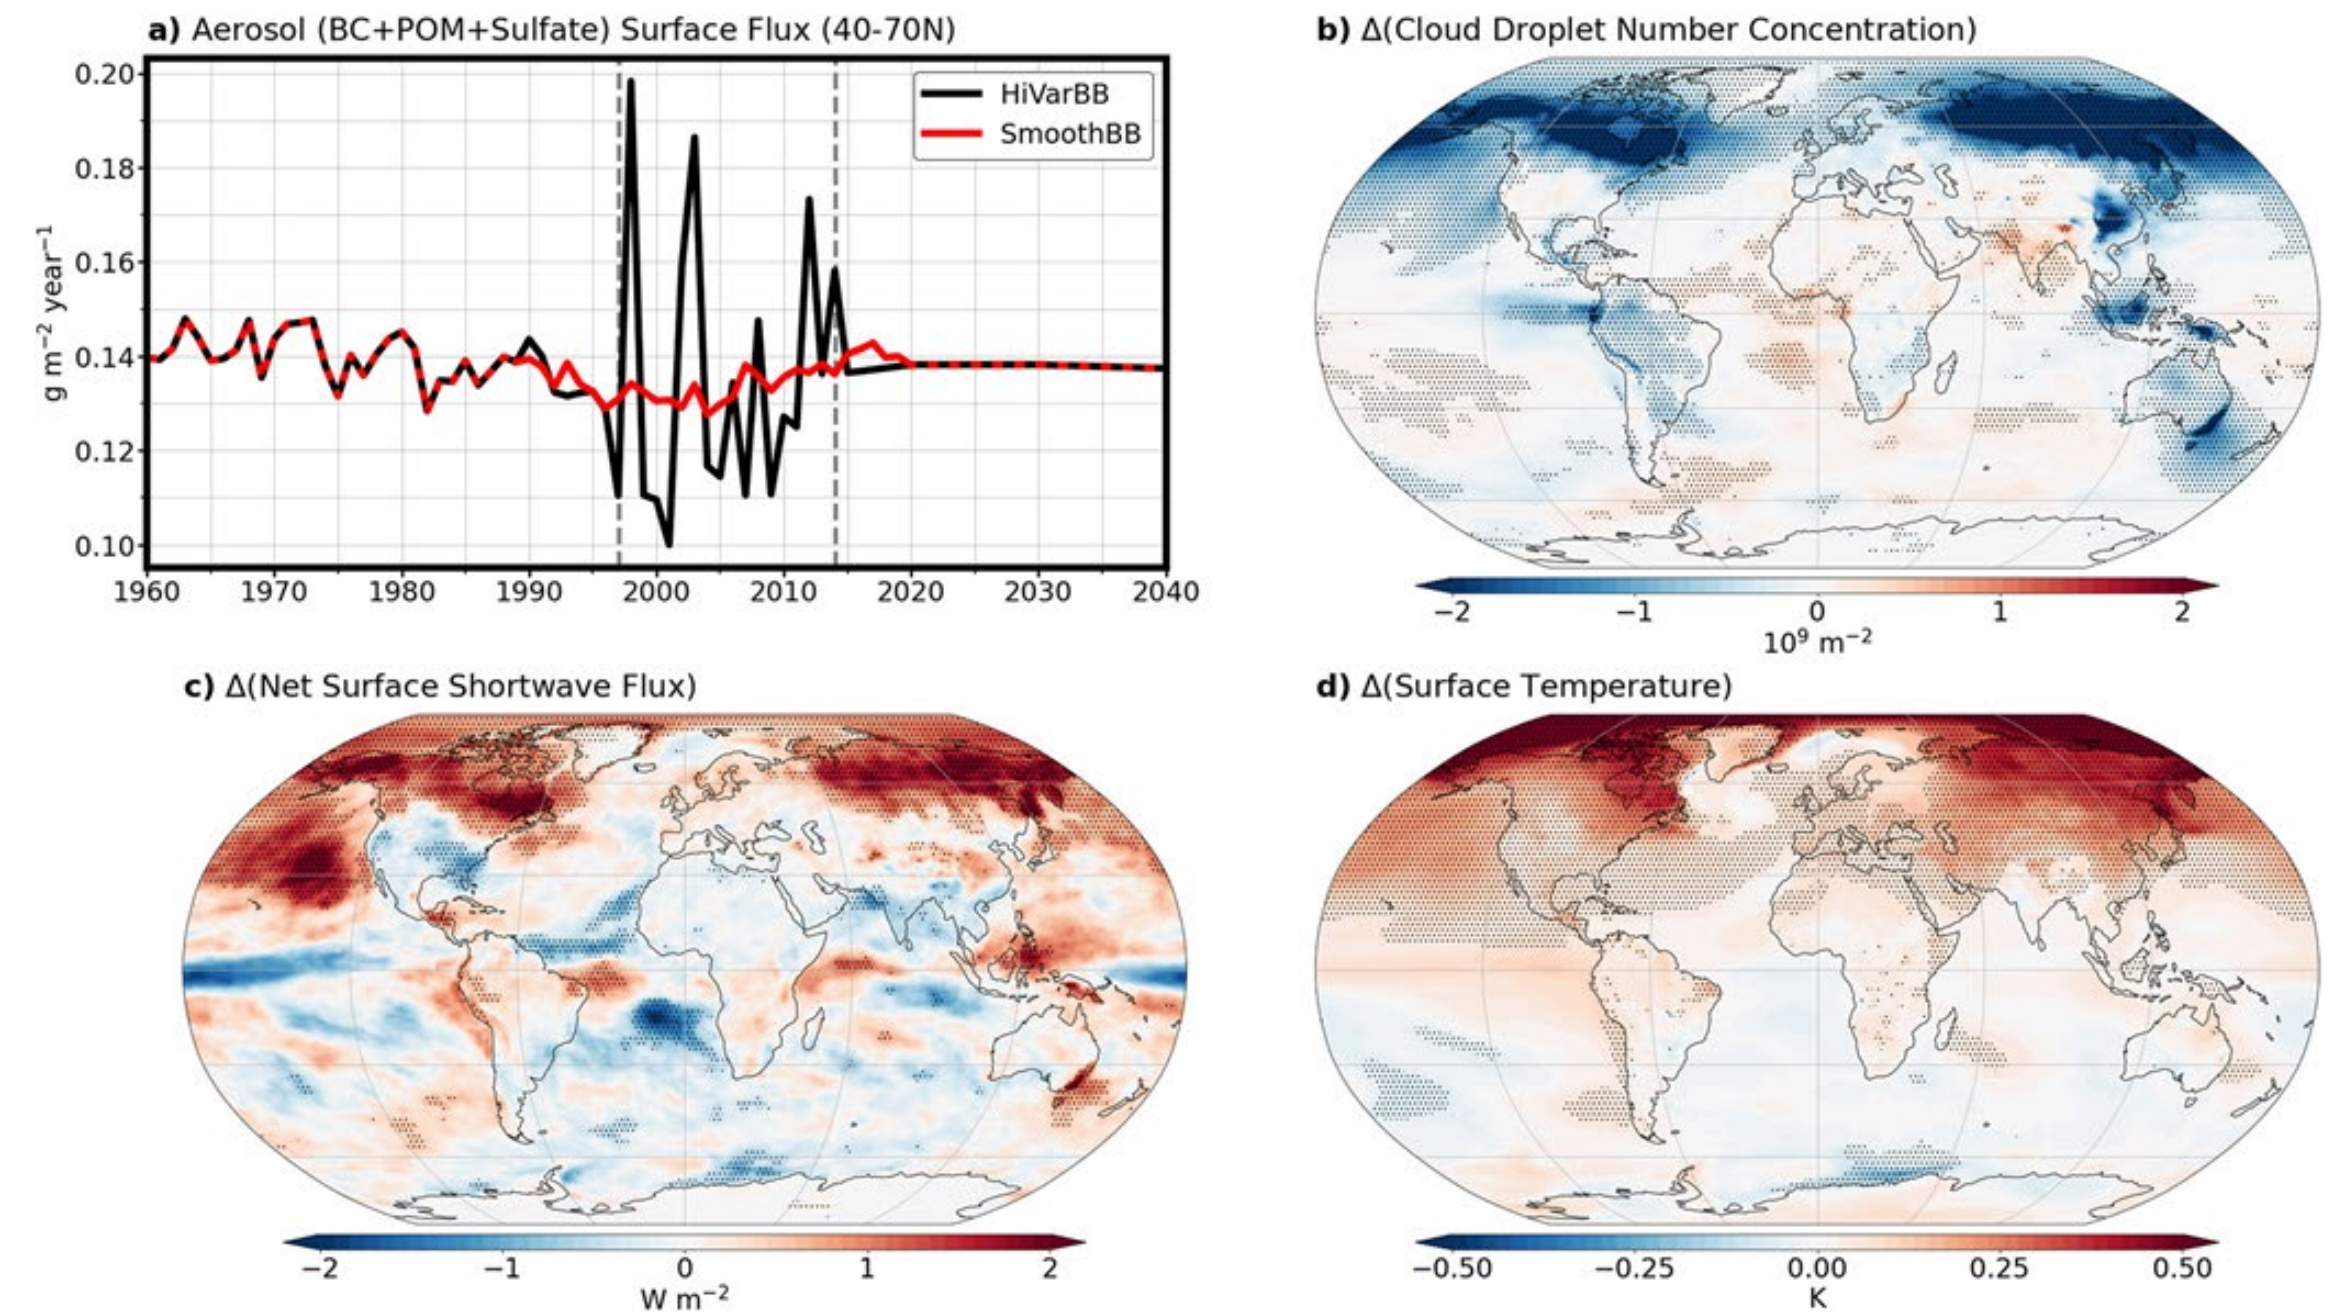 a) Aerosol (BC+POM+Sulfate) Surface Flux (40-70N)
0.20
0.18
0.16
0.14
0.12
0.10
g m−2 year−1
HiVarBB
SmoothBB
1960 1970 1980 1990 2000 2010 2020 2030 2040
b) Δ(Cloud Droplet Number Concentration)
−2 −1 0 1 2
10⁹ m⁻²
c) Δ(Net Surface Shortwave Flux)
−2 −1 0 1 2
W m⁻²
d) Δ(Surface Temperature)
−0.50 −0.25 0.00 0.25 0.50
K